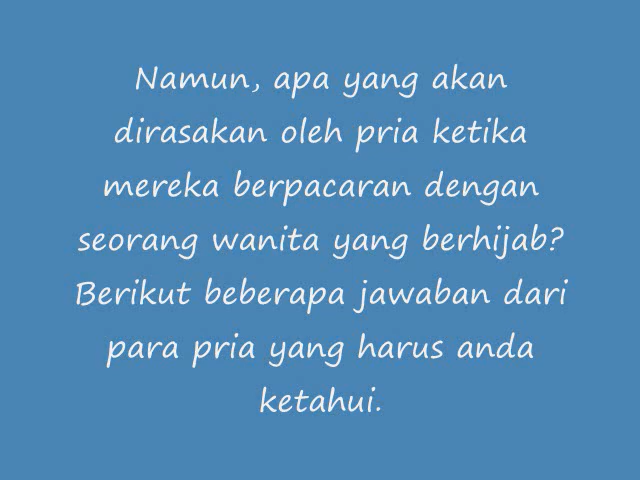 Namun, apa yang akan
dirasakan oleh pria ketika
mereka berpacaran dengan
seorang wanita yang berhijab?
Berikut beberapa jawaban dari
para pria yang harus anda
ketahui.